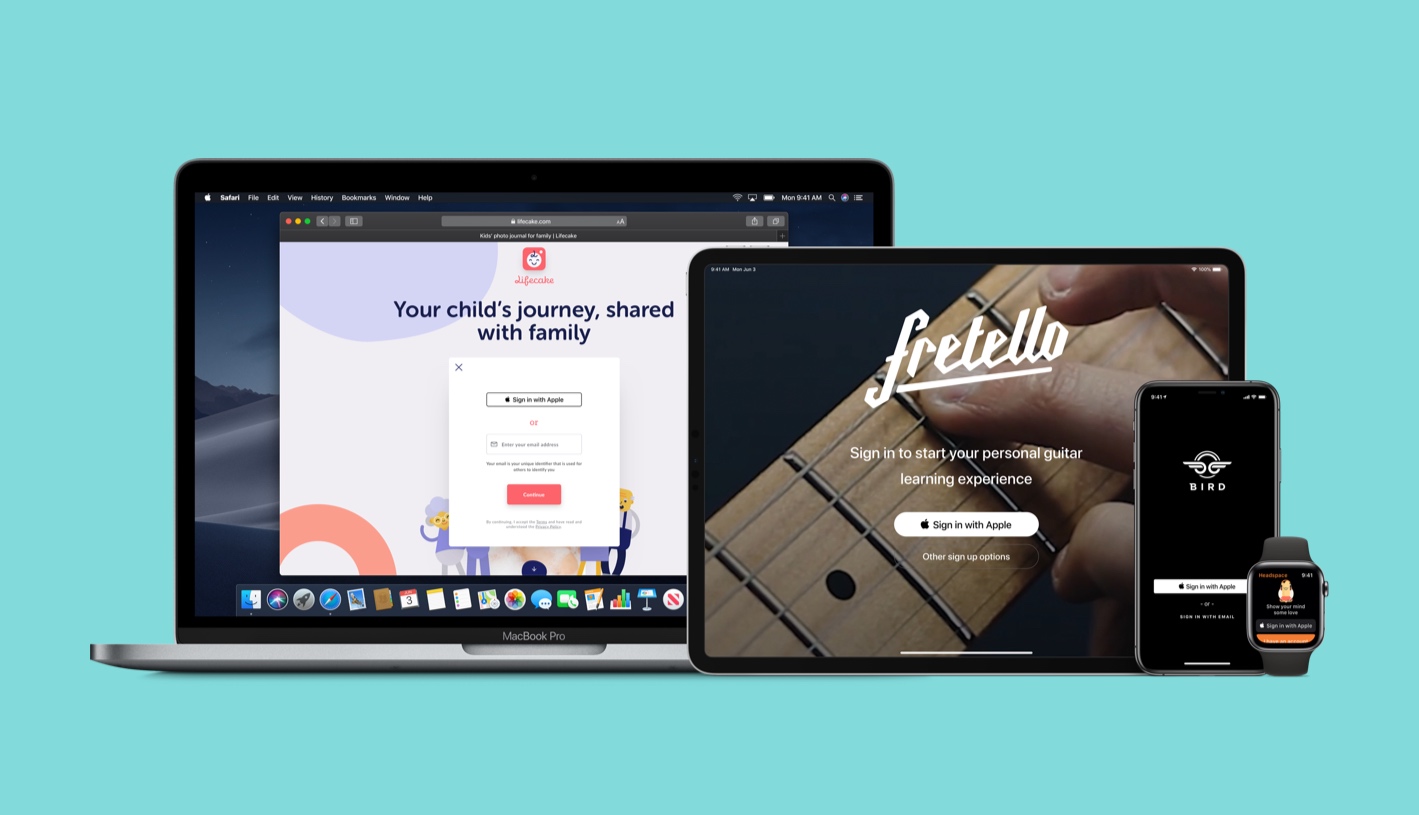 Safari File Edit View History Bookmarks Window Help
Mon 9:41 AM
lifecake.com
AA
Kids' photo journal for family | Lifecake
Lifecake
Your child's journey, shared
with family
Sign in with Apple
or
Enter your email address
Your email is your unique identifier that is used for
others to identify you
Continue
By continuing, I accept the Terms and have read and
understand the Privacy Policy.
3
MacBook Pro
9:41 AM Mon Jun 3
100%
fretello
Sign in to start your personal guitar
learning experience
Sign in with Apple
Other sign up options
9:41
BIRD
Sign in with Apple
- or -
SIGN IN WITH EMAIL
Headspace 9:41
Show your mind
some love
Sign in with Apple